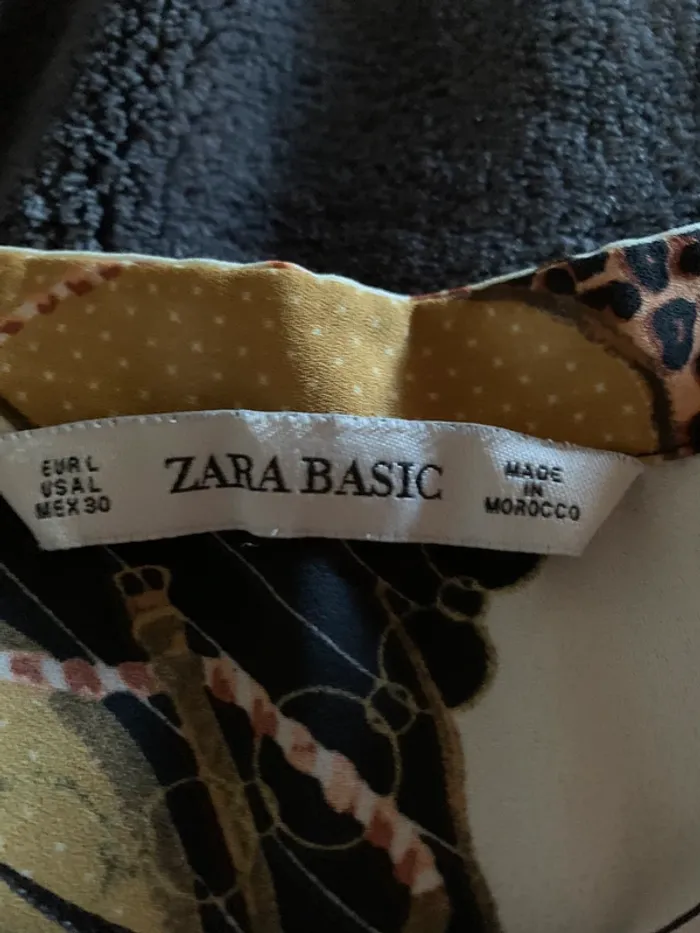 EUR L
USA L
MEX 30
ZARA BASIC
MADE
IN
MOROCCO